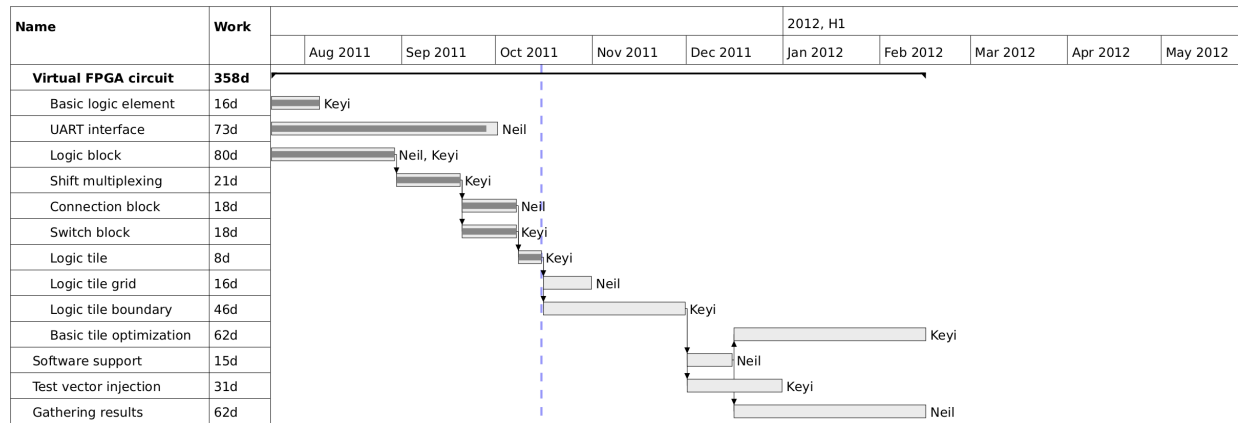 Name Work 2012, H1
Aug 2011 Sep 2011 Oct 2011 Nov 2011 Dec 2011 Jan 2012 Feb 2012 Mar 2012 Apr 2012 May 2012
Virtual FPGA circuit 358d
Basic logic element 16d Keyi
UART interface 73d Neil
Logic block 80d Neil, Keyi
Shift multiplexing 21d Keyi
Connection block 18d Neil
Switch block 18d Keyi
Logic tile 8d Keyi
Logic tile grid 16d Neil
Logic tile boundary 46d Keyi
Basic tile optimization 62d Keyi
Software support 15d Neil
Test vector injection 31d Keyi
Gathering results 62d Neil